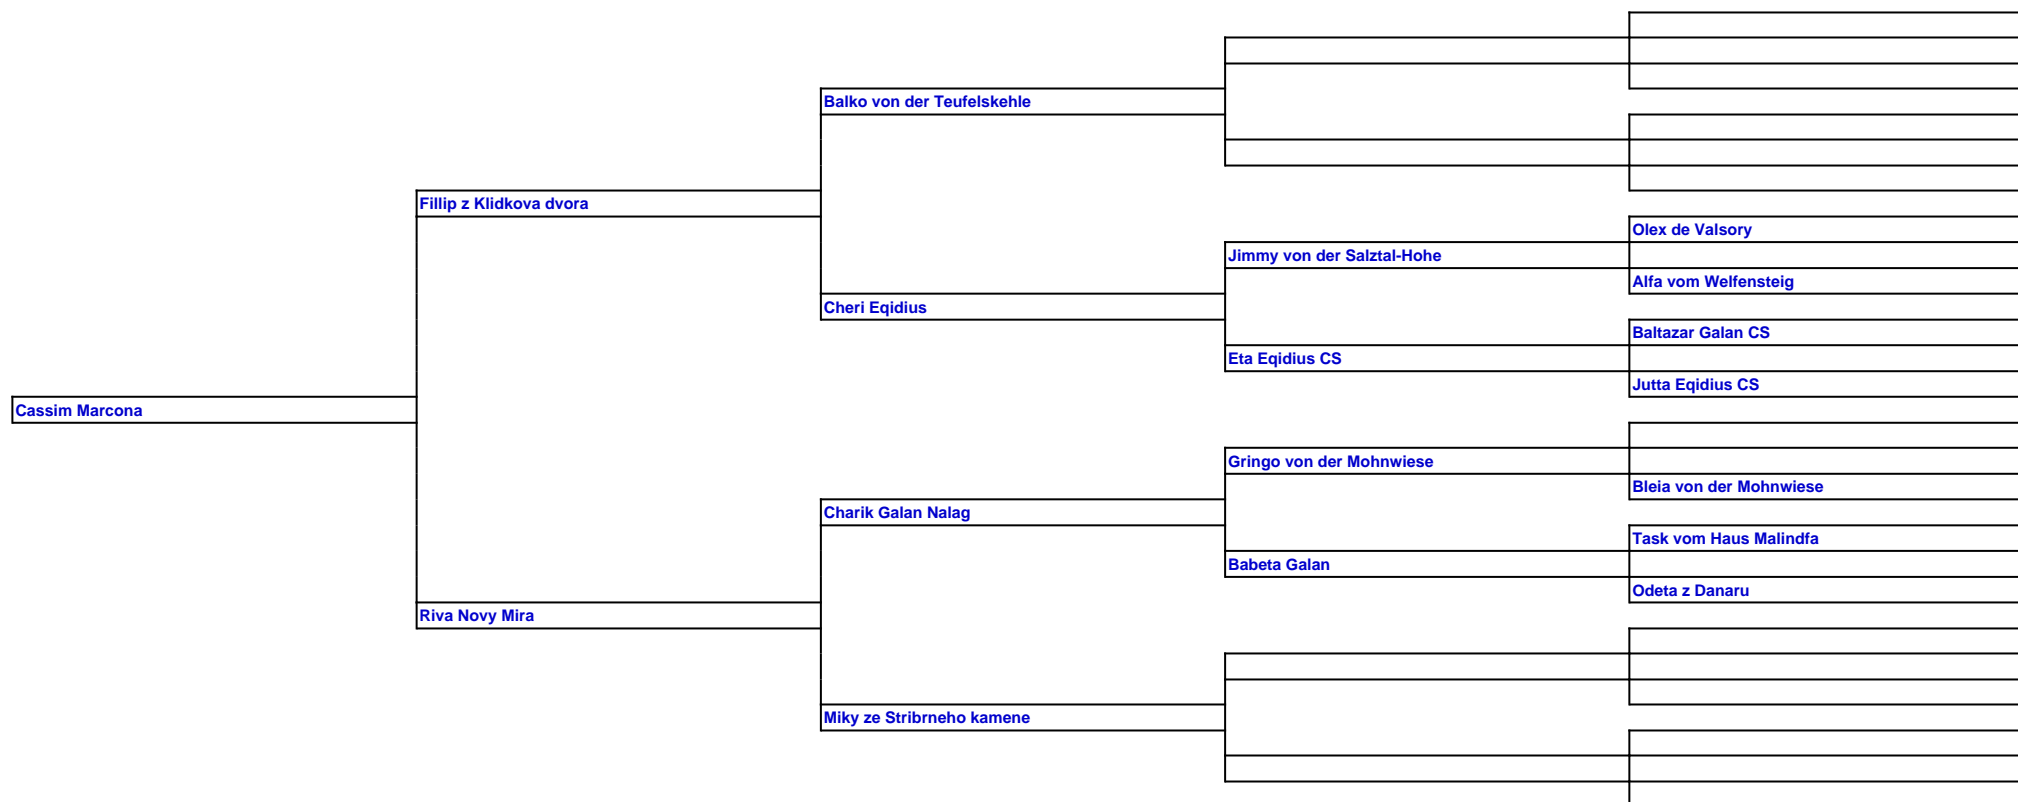 Balko von der Teufelskehle
Fillip z Klidkova dvora
Olex de Valsory
Jimmy von der Salztal-Hohe
Alfa vom Welfensteig
Cheri Eqidius
Baltazar Galan CS
Eta Eqidius CS
Jutta Eqidius CS
Cassim Marcona
Gringo von der Mohnwiese
Bleia von der Mohnwiese
Charik Galan Nalag
Task vom Haus Malindfa
Babeta Galan
Odeta z Danaru
Riva Novy Mira
Miky ze Stribrneho kamene